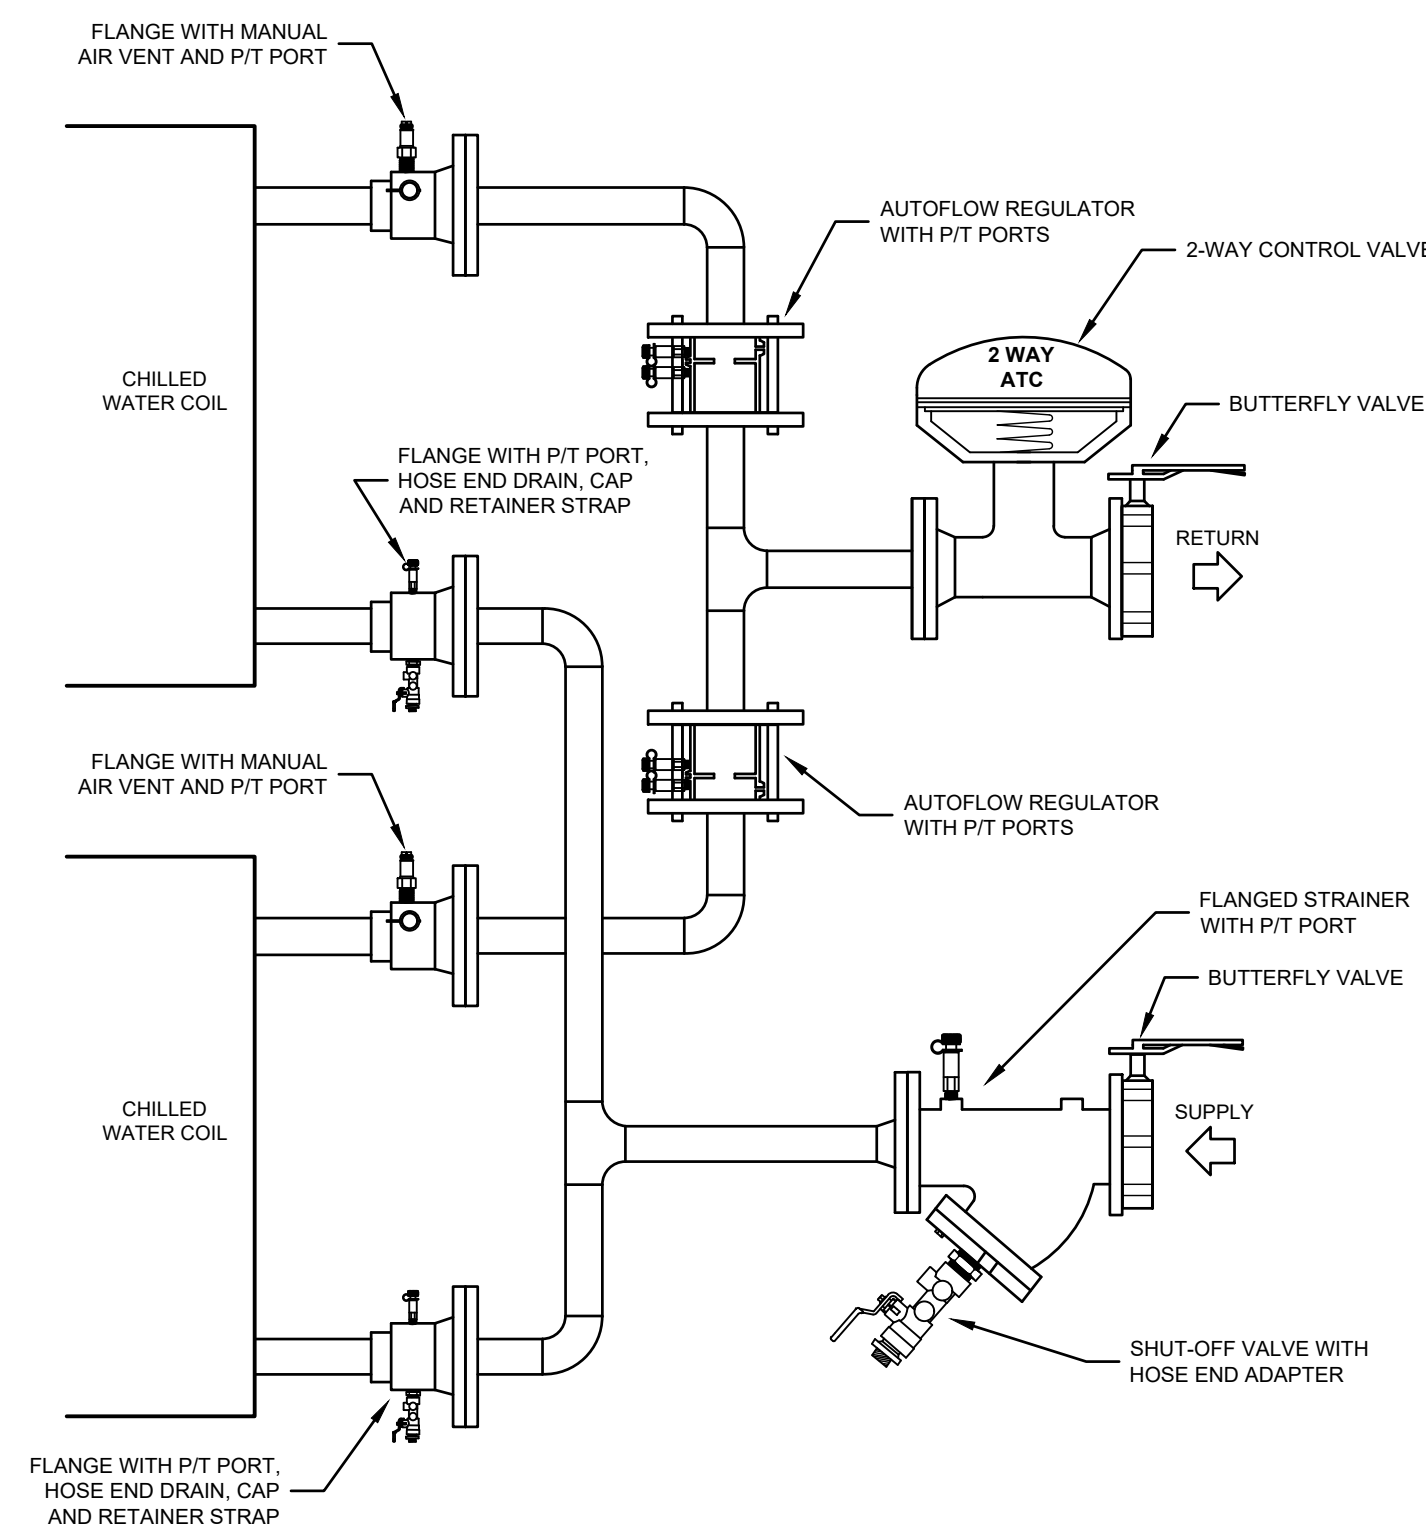 FLANGE WITH MANUAL
AIR VENT AND P/T PORT
AUTOFLOW REGULATOR
WITH P/T PORTS
2-WAY CONTROL VALVE
2 WAY
ATC
CHILLED
WATER COIL
BUTTERFLY VALVE
FLANGE WITH P/T PORT,
HOSE END DRAIN, CAP
AND RETAINER STRAP
RETURN
FLANGE WITH MANUAL
AIR VENT AND P/T PORT
AUTOFLOW REGULATOR
WITH P/T PORTS
FLANGED STRAINER
WITH P/T PORT
BUTTERFLY VALVE
CHILLED
WATER COIL
SUPPLY
SHUT-OFF VALVE WITH
HOSE END ADAPTER
FLANGE WITH P/T PORT,
HOSE END DRAIN, CAP
AND RETAINER STRAP